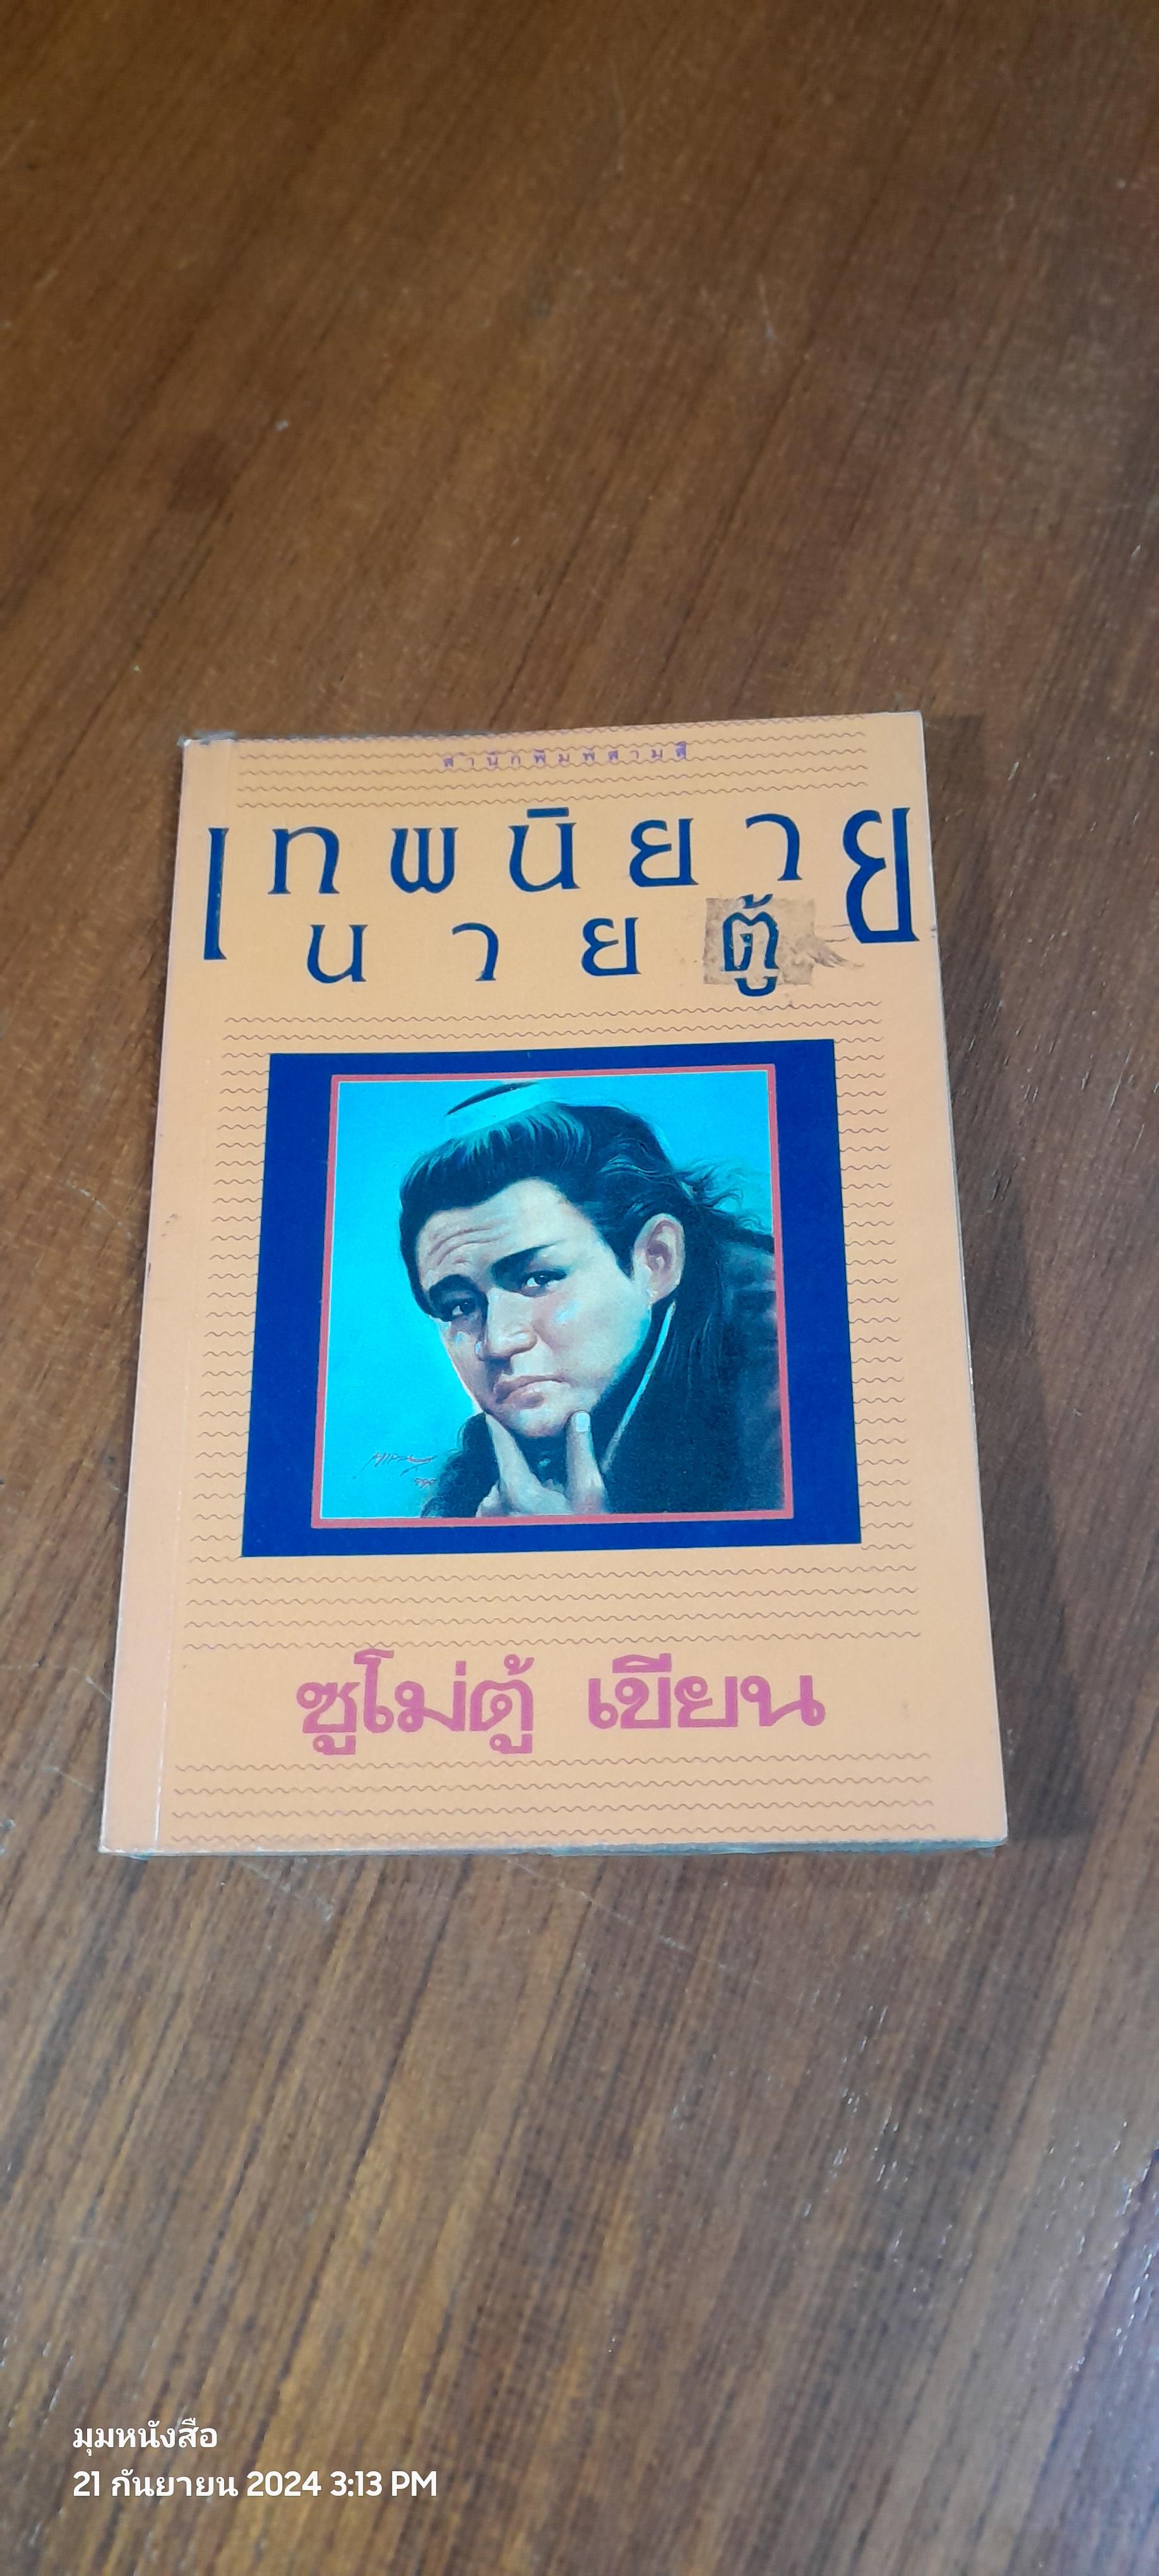 สำนักพิมพ์สามสี
เทพนิยาย
นายตู้
ซูโม่ตู้ เขียน
มุมหนังสือ
21 กันยายน 2024 3:13 PM